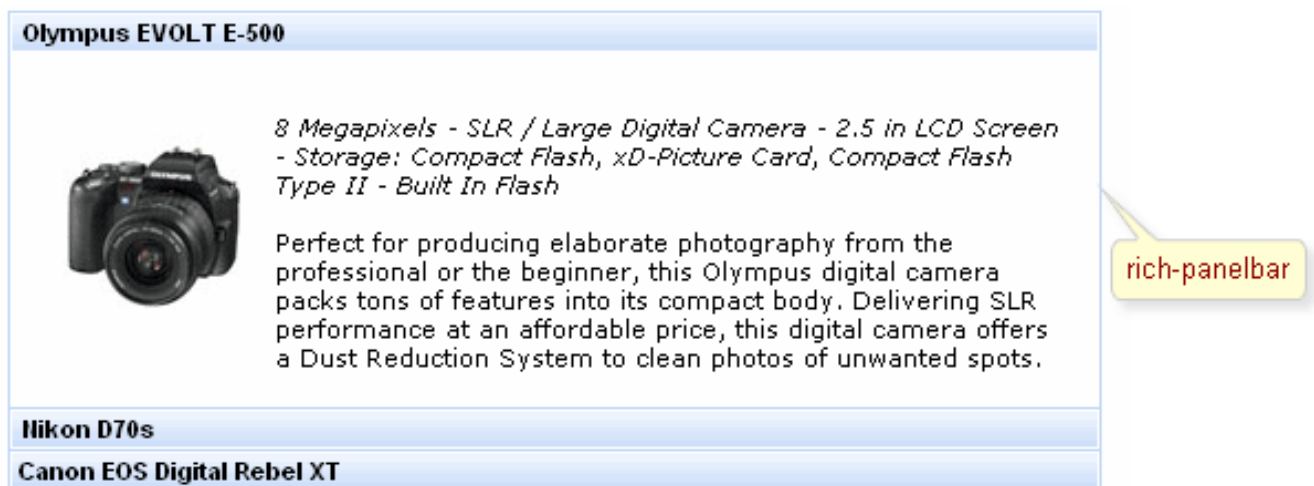 Olympus EVOLT E-500
8 Megapixels - SLR / Large Digital Camera - 2.5 in LCD Screen
- Storage: Compact Flash, xD-Picture Card, Compact Flash
Type II - Built In Flash
OLYMPUS
Perfect for producing elaborate photography from the
professional or the beginner, this Olympus digital camera
packs tons of features into its compact body. Delivering SLR
performance at an affordable price, this digital camera offers
a Dust Reduction System to clean photos of unwanted spots.
rich-panelbar
Nikon D70s
Canon EOS Digital Rebel XT